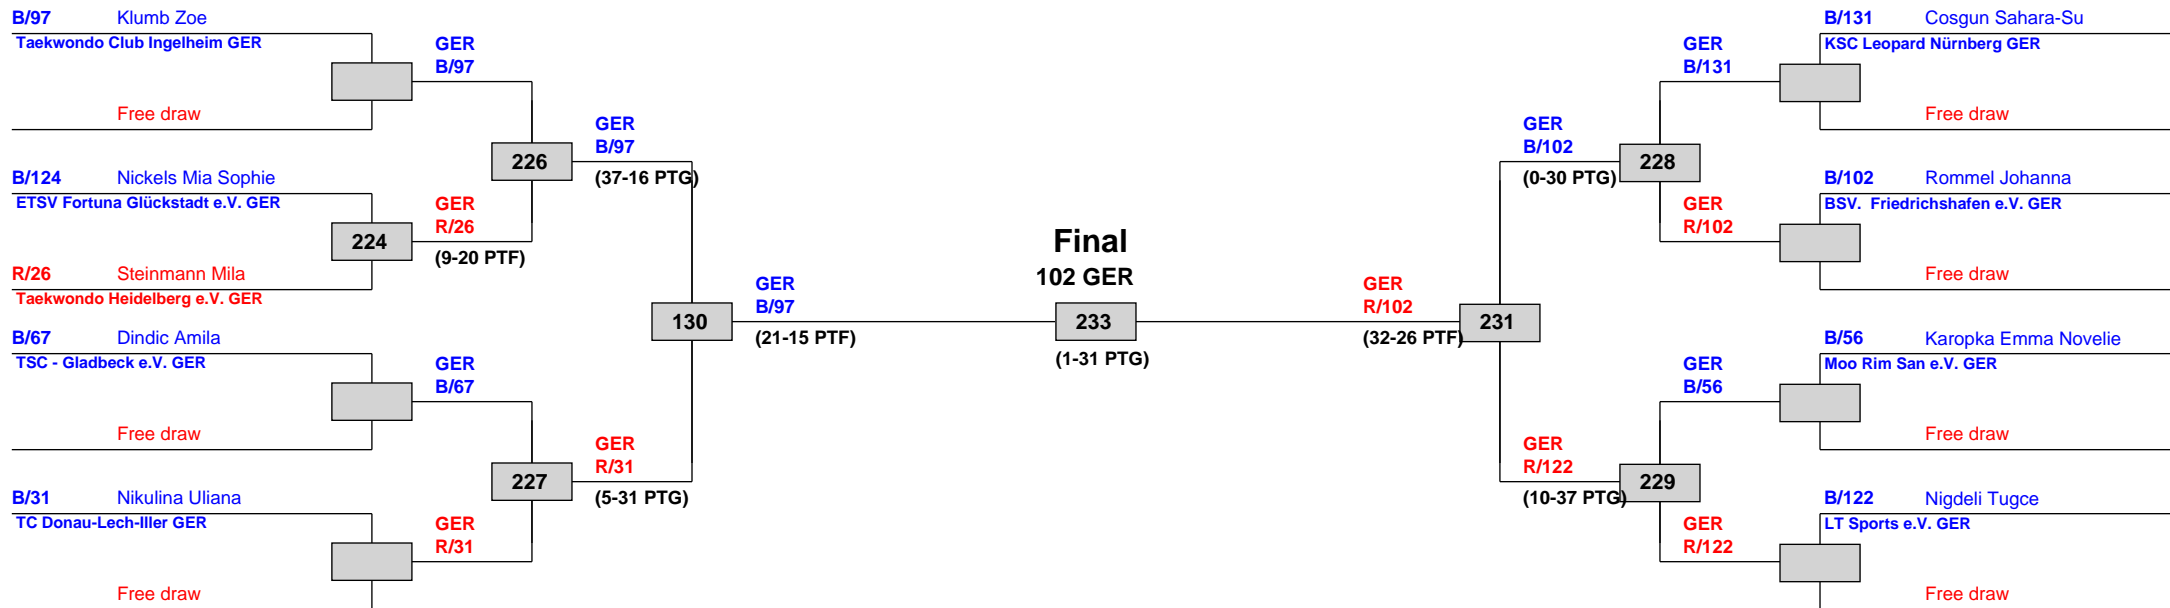 B/97 Klumb Zoe
Taekwondo Club Ingelheim GER
Free draw
B/124 Nickels Mia Sophie
ETSV Fortuna Glückstadt e.V. GER
R/26 Steinmann Mila
Taekwondo Heidelberg e.V. GER
B/67 Dindic Amila
TSC - Gladbeck e.V. GER
Free draw
B/31 Nikulina Uliana
TC Donau-Lech-Iller GER
Free draw
GER
B/97
224
GER
R/26
(9-20 PTF)
GER
B/67
GER
R/31
226
GER
B/97
(37-16 PTG)
227
GER
R/31
(5-31 PTG)
130
GER
B/97
(21-15 PTF)
Final
102 GER
233
(1-31 PTG)
GER
R/102
(32-26 PTF)
231
GER
B/102
(0-30 PTG)
228
GER
R/122
(10-37 PTG)
229
GER
B/131
GER
R/102
GER
B/56
GER
R/122
B/131 Cosgun Sahara-Su
KSC Leopard Nürnberg GER
Free draw
B/102 Rommel Johanna
BSV. Friedrichshafen e.V. GER
Free draw
B/56 Karopka Emma Novelie
Moo Rim San e.V. GER
Free draw
B/122 Nigdeli Tugce
LT Sports e.V. GER
Free draw